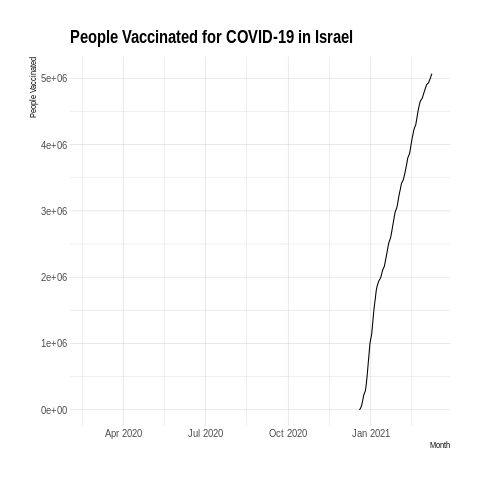 People Vaccinated for COVID-19 in Israel
People Vaccinated
5e+06
4e+06
3e+06
2e+06
1e+06
0e+00
Apr 2020 Jul 2020 Oct 2020 Jan 2021
Month